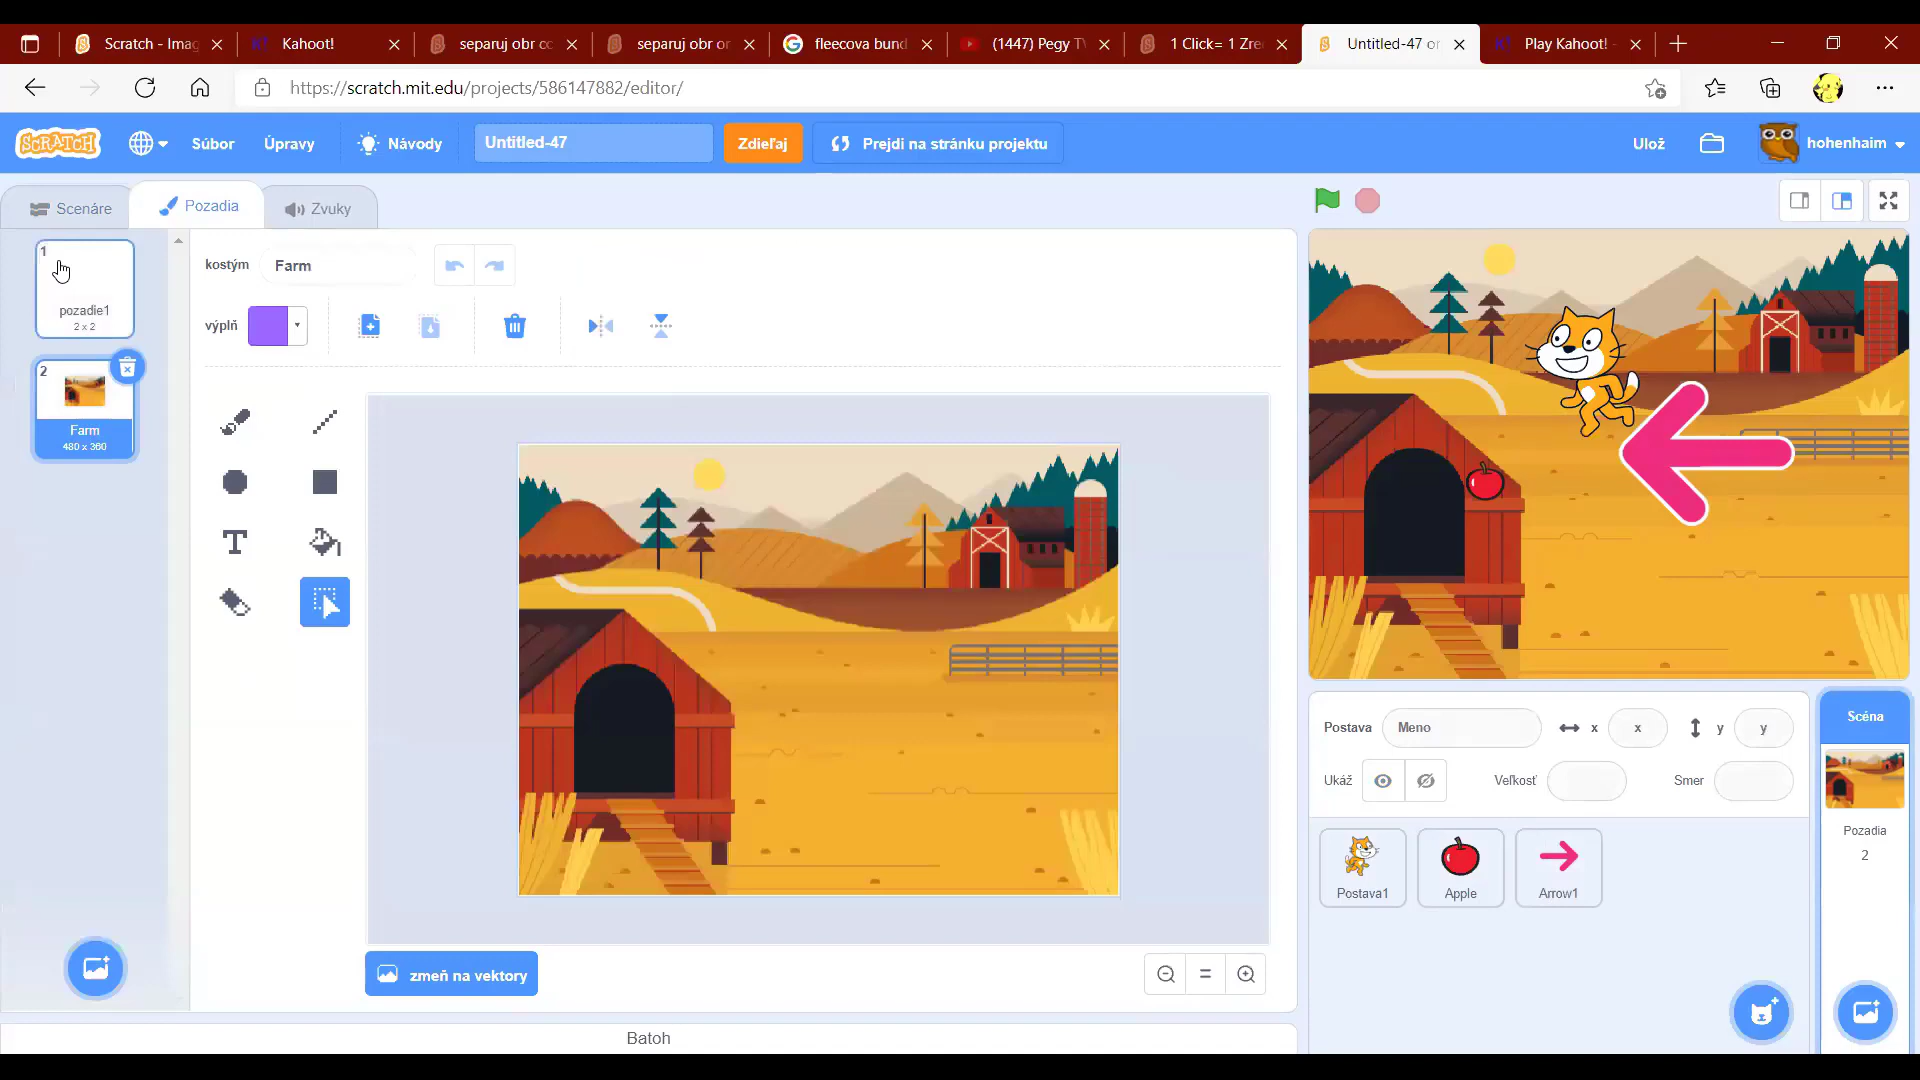 Scratch - Imag
Kahoot!
separuj obr co
separuj obr or
fleecova bund
(1447) Pegy T
1 Click= 1 Zre
Untitled-47 o
Play Kahoot! -
https://scratch.mit.edu/projects/586147882/editor/
SCRATCH
Súbor
Úpravy
Návody
Untitled-47
Zdieľaj
Prejdi na stránku projektu
Ulož
hohenhaim
Scenáre
Pozadia
Zvuky
1
pozadie1
2 x 2
2
Farm
480 x 360
kostým
Farm
výplň
T
zmeň na vektory
Batoh
Postava
Meno
x
x
y
y
Ukáž
Veľkosť
Smer
Postava1
Apple
Arrow1
Scéna
Pozadia
2